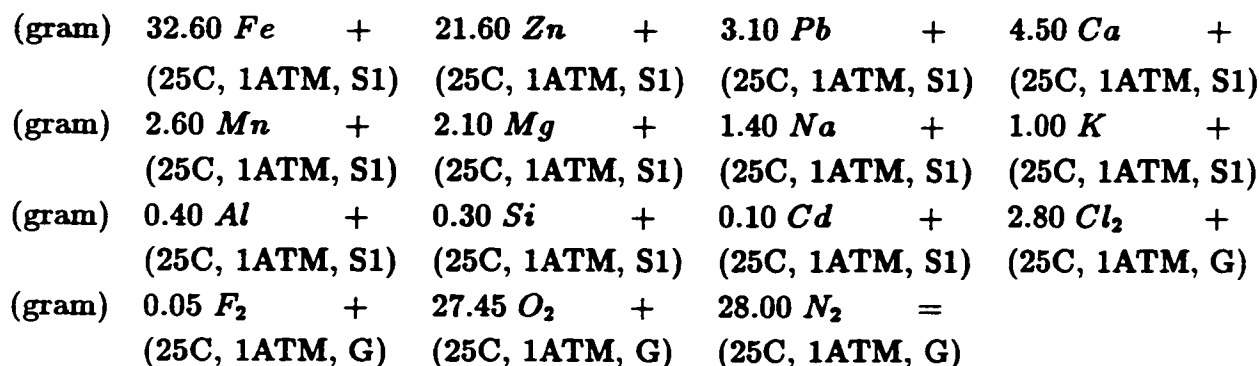 (gram) 32.60 Fe + 21.60 Zn + 3.10 Pb + 4.50 Ca +
(25C, 1ATM, S1) (25C, 1ATM, S1) (25C, 1ATM, S1) (25C, 1ATM, S1)
(gram) 2.60 Mn + 2.10 Mg + 1.40 Na + 1.00 K +
(25C, 1ATM, S1) (25C, 1ATM, S1) (25C, 1ATM, S1) (25C, 1ATM, S1)
(gram) 0.40 Al + 0.30 Si + 0.10 Cd + 2.80 Cl₂ +
(25C, 1ATM, S1) (25C, 1ATM, S1) (25C, 1ATM, S1) (25C, 1ATM, G)
(gram) 0.05 F₂ + 27.45 O₂ + 28.00 N₂ =
(25C, 1ATM, G) (25C, 1ATM, G) (25C, 1ATM, G)